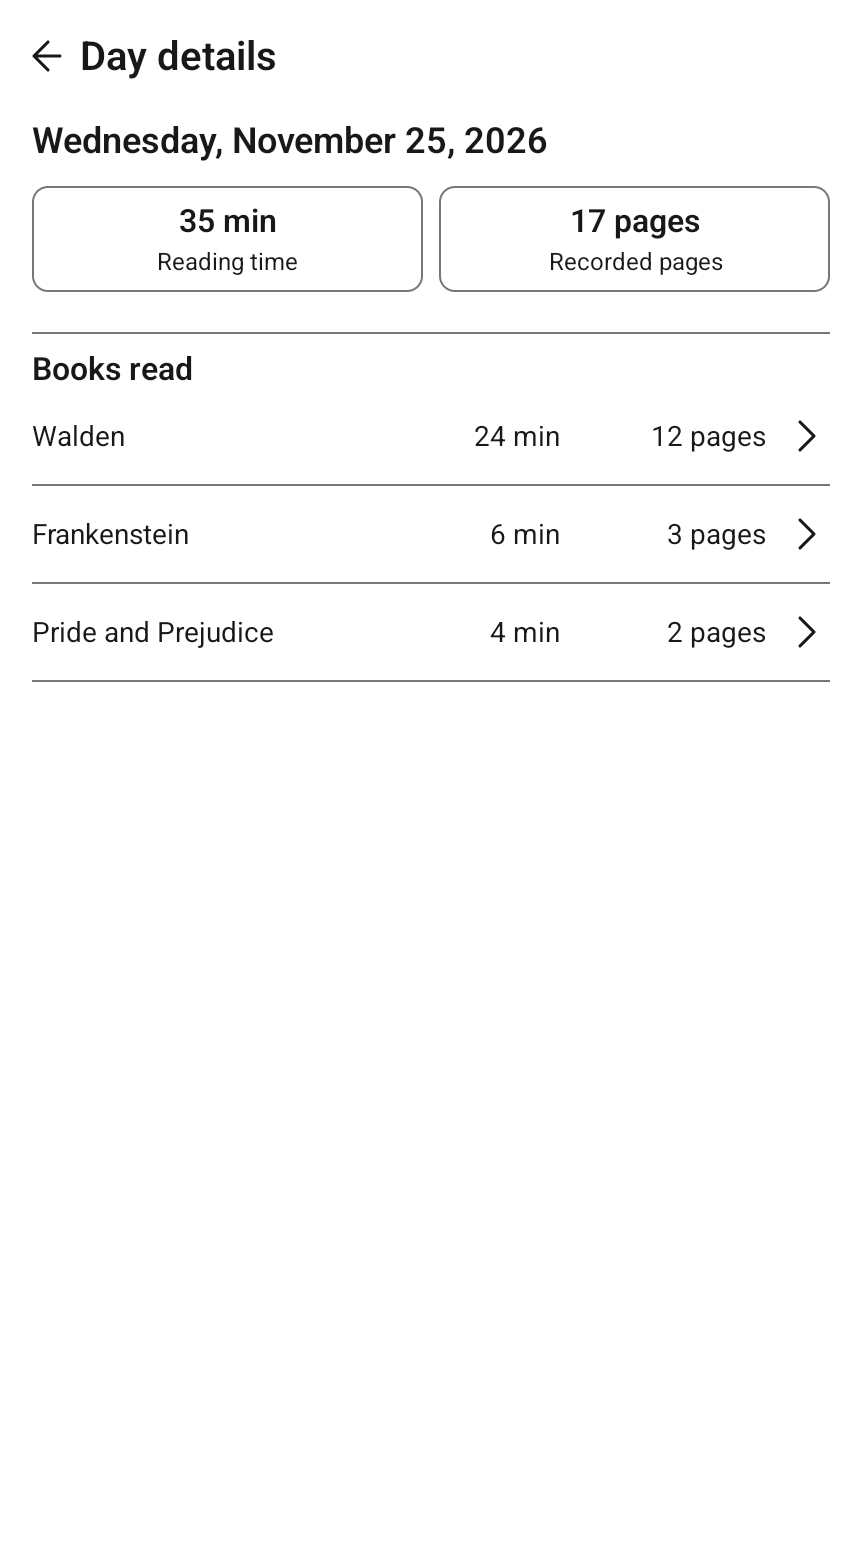 Day details
Wednesday, November 25, 2026
35 min
Reading time
17 pages
Recorded pages
Books read
Walden 24 min 12 pages
Frankenstein 6 min 3 pages
Pride and Prejudice 4 min 2 pages